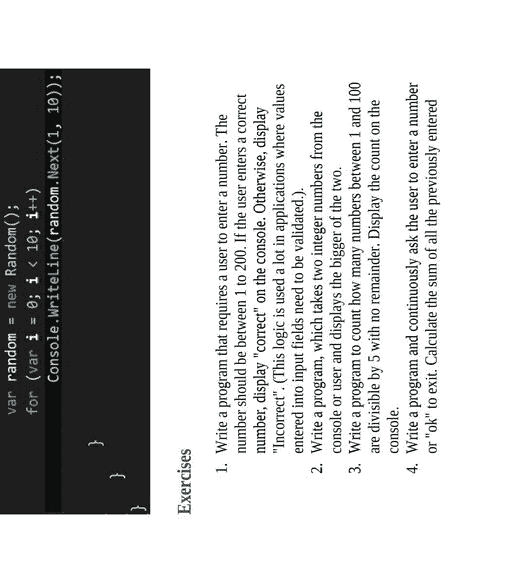 var random = new Random();
for (var i = 0; i < 10; i++)
Console.WriteLine(random.Next(1, 10));
}
}
}
Exercises
1. Write a program that requires a user to enter a number. The
number should be between 1 to 200. If the user enters a correct
number, display "correct" on the console. Otherwise, display
"Incorrect". (This logic is used a lot in applications where values
entered into input fields need to be validated.).
2. Write a program, which takes two integer numbers from the
console or user and displays the bigger of the two.
3. Write a program to count how many numbers between 1 and 100
are divisible by 5 with no remainder. Display the count on the
console.
4. Write a program and continuously ask the user to enter a number
or "ok" to exit. Calculate the sum of all the previously entered